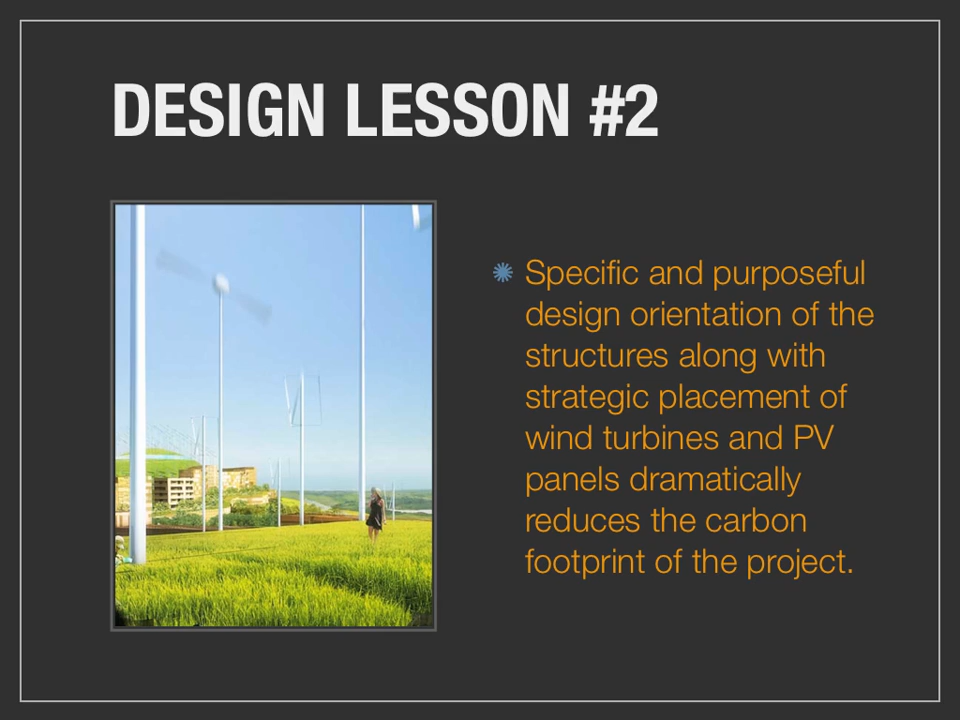 DESIGN LESSON #2
Specific and purposeful
design orientation of the
structures along with
strategic placement of
wind turbines and PV
panels dramatically
reduces the carbon
footprint of the project.